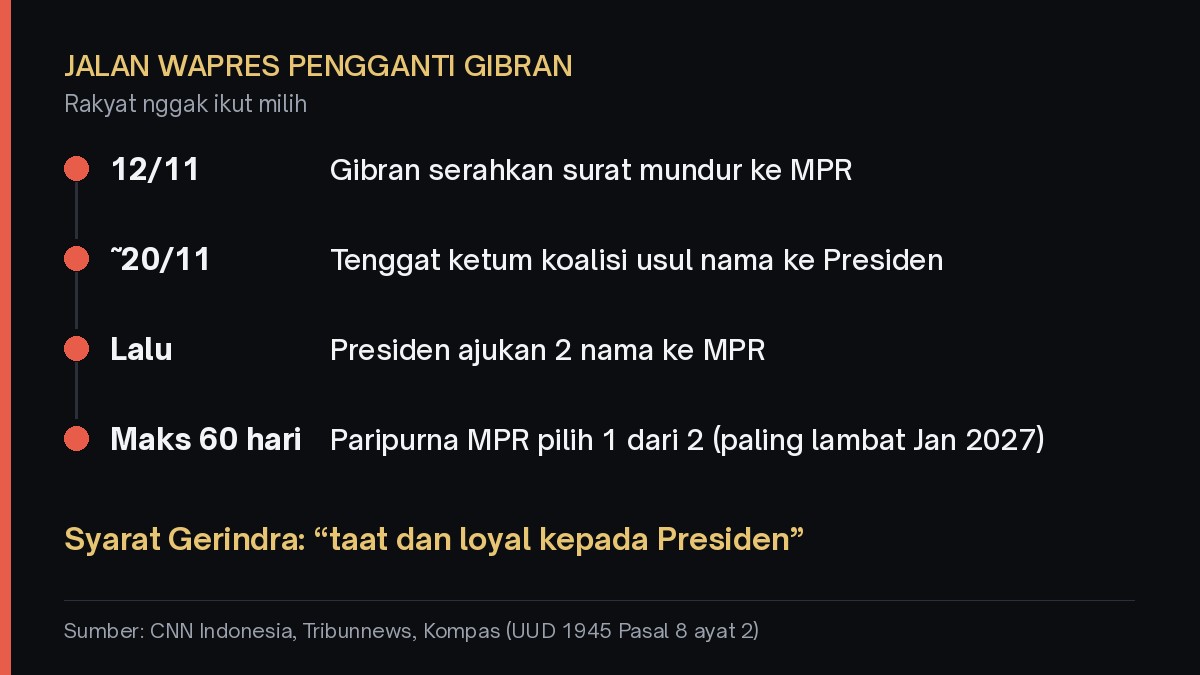 JALAN WAPRES PENGGANTI GIBRAN
Rakyat nggak ikut milih
12/11 Gibran serahkan surat mundur ke MPR
~20/11 Tenggat ketum koalisi usul nama ke Presiden
Lalu Presiden ajukan 2 nama ke MPR
Maks 60 hari Paripurna MPR pilih 1 dari 2 (paling lambat Jan 2027)
Syarat Gerindra: “taat dan loyal kepada Presiden”
Sumber: CNN Indonesia, Tribunnews, Kompas (UUD 1945 Pasal 8 ayat 2)